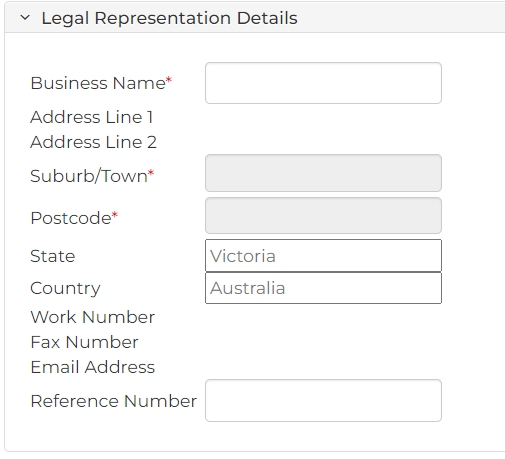 Legal Representation Details
Business Name*
Address Line 1
Address Line 2
Suburb/Town*
Postcode*
State Victoria
Country Australia
Work Number
Fax Number
Email Address
Reference Number